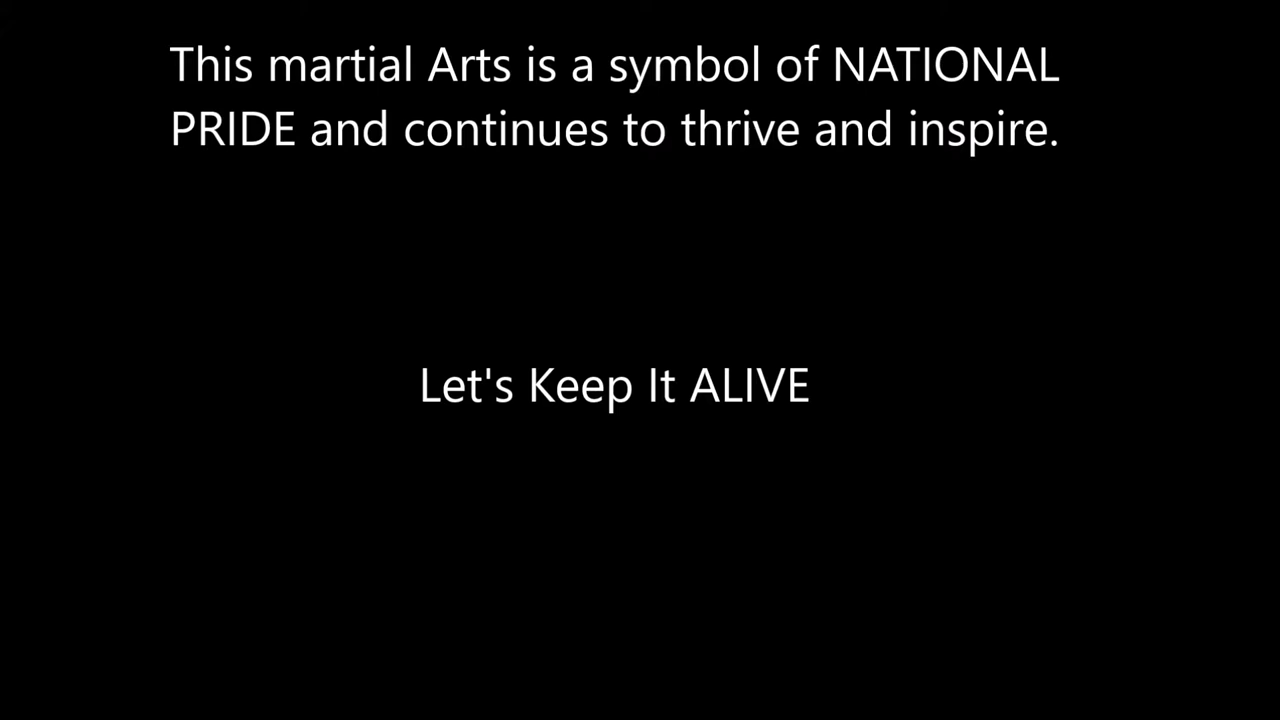 This martial Arts is a symbol of NATIONAL
PRIDE and continues to thrive and inspire.
Let's Keep It ALIVE